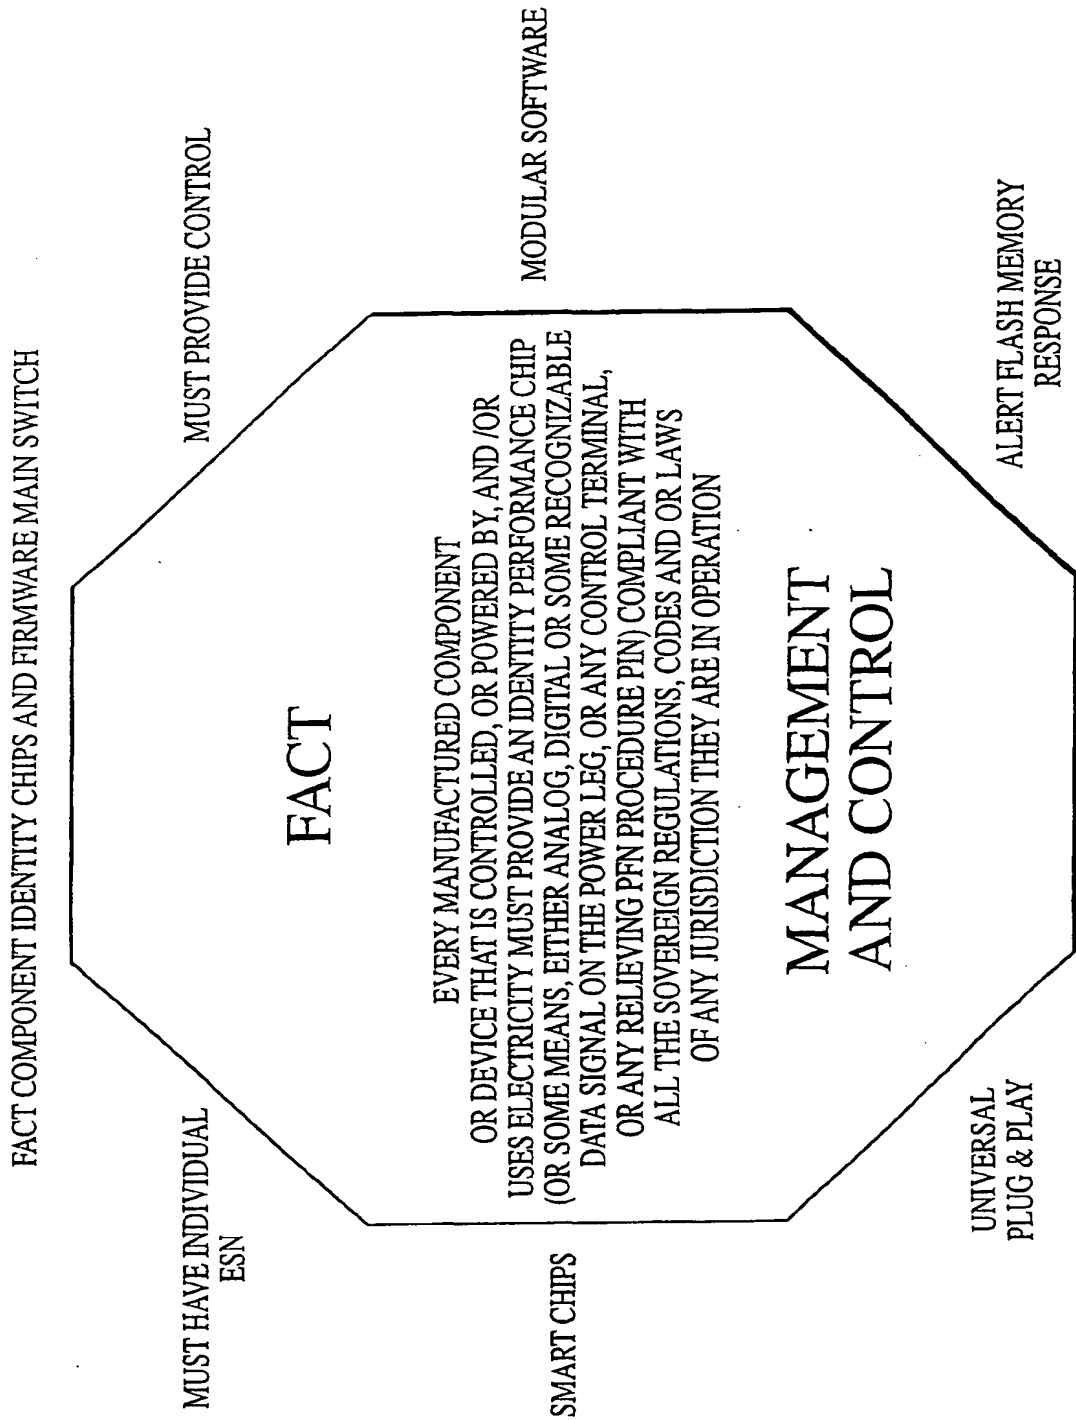 FACT COMPONENT IDENTITY CHIPS AND FIRMWARE MAIN SWITCH
MUST HAVE INDIVIDUAL
ESN
MUST PROVIDE CONTROL
FACT
EVERY MANUFACTURED COMPONENT
OR DEVICE THAT IS CONTROLLED, OR POWERED BY, AND /OR
USES ELECTRICITY MUST PROVIDE AN IDENTITY PERFORMANCE CHIP
(OR SOME MEANS, EITHER ANALOG, DIGITAL OR SOME RECOGNIZABLE
DATA SIGNAL ON THE POWER LEG, OR ANY CONTROL TERMINAL,
OR ANY RELIEVING PFN PROCEDURE PIN) COMPLIANT WITH
ALL THE SOVEREIGN REGULATIONS, CODES AND OR LAWS
OF ANY JURISDICTION THEY ARE IN OPERATION
SMART CHIPS
MODULAR SOFTWARE
MANAGEMENT
AND CONTROL
UNIVERSAL
PLUG & PLAY
ALERT FLASH MEMORY
RESPONSE